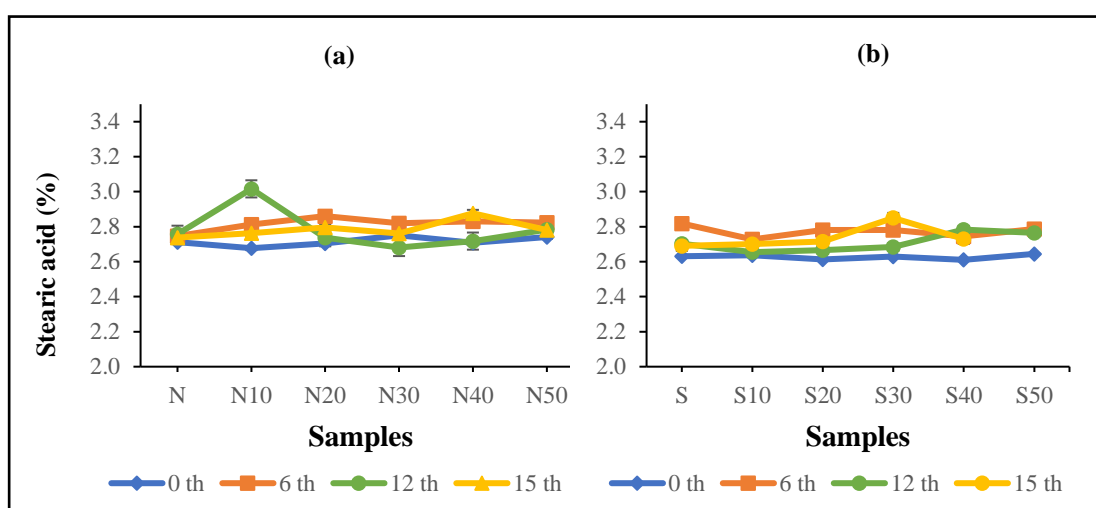 (a) (b)
Stearic acid (%)
3.4 3.4
3.2 3.2
3.0 3.0
2.8 2.8
2.6 2.6
2.4 2.4
2.2 2.2
2.0 2.0
N N10 N20 N30 N40 N50 S S10 S20 S30 S40 S50
Samples Samples
0 th 6 th 12 th 15 th 0 th 6 th 12 th 15 th